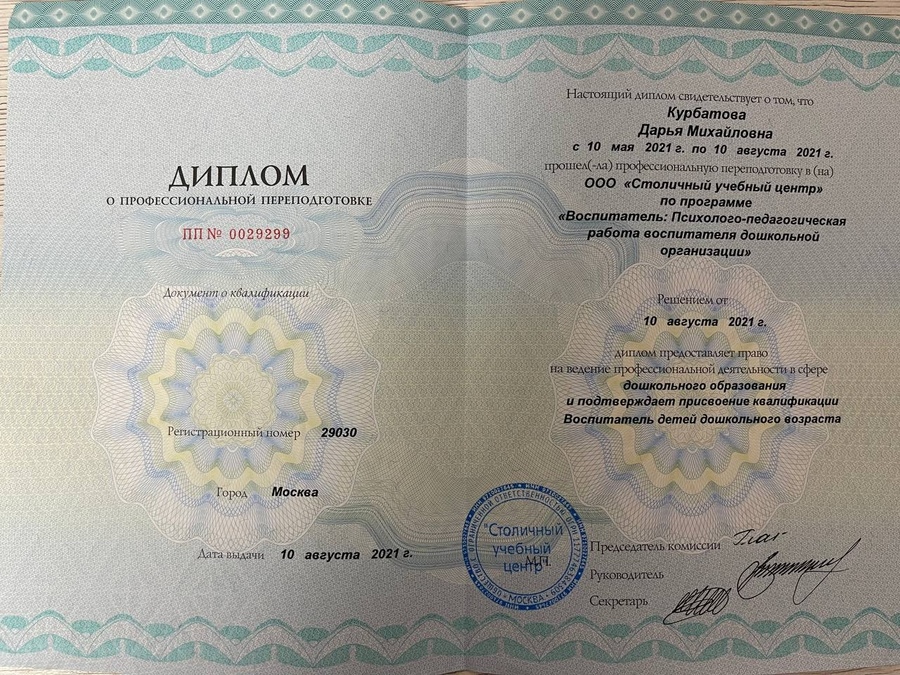 ДИПЛОМ
О ПРОФЕССИОНАЛЬНОЙ ПЕРЕПОДГОТОВКЕ
ПП № 0029299
Документ о квалификации
Регистрационный номер 29030
Город Москва
Дата выдачи 10 августа 2021 г.
Настоящий диплом свидетельствует о том, что
Курбатова
Дарья Михайловна
с 10 мая 2021 г. по 10 августа 2021 г.
прошел(-ла) профессиональную переподготовку в (на)
ООО «Столичный учебный центр»
по программе
«Воспитатель: Психолого-педагогическая
работа воспитателя дошкольной
организации»
Решением от
10 августа 2021 г.
диплом предоставляет право
на ведение профессиональной деятельности в сфере
дошкольного образования
и подтверждает присвоение квалификации
Воспитатель детей дошкольного возраста
Председатель комиссии
Руководитель
Секретарь
М.П.
"Столичный
учебный
центр"
ОБЩЕСТВО С ОГРАНИЧЕННОЙ ОТВЕТСТВЕННОСТЬЮ
МОСКВА